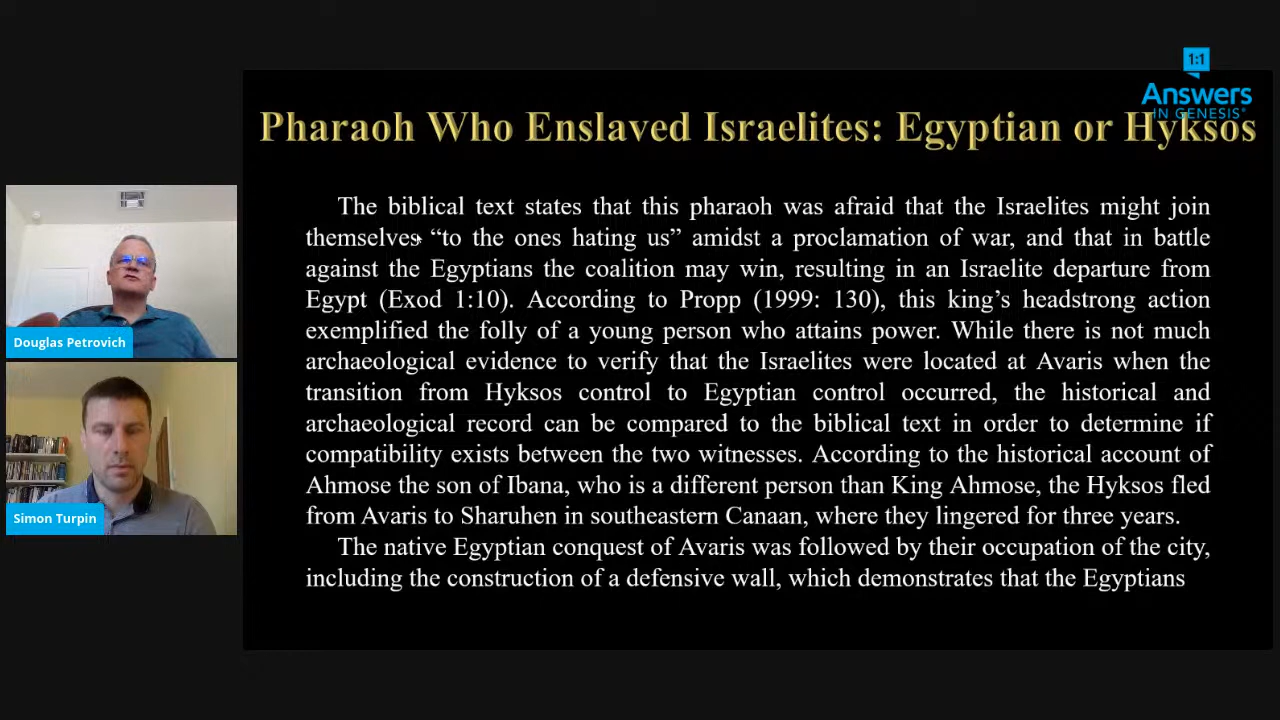 1:1
Answers
IN GENESIS®
Pharaoh Who Enslaved Israelites: Egyptian or Hyksos
The biblical text states that this pharaoh was afraid that the Israelites might join
themselves “to the ones hating us” amidst a proclamation of war, and that in battle
against the Egyptians the coalition may win, resulting in an Israelite departure from
Egypt (Exod 1:10). According to Propp (1999: 130), this king’s headstrong action
exemplified the folly of a young person who attains power. While there is not much
archaeological evidence to verify that the Israelites were located at Avaris when the
transition from Hyksos control to Egyptian control occurred, the historical and
archaeological record can be compared to the biblical text in order to determine if
compatibility exists between the two witnesses. According to the historical account of
Ahmose the son of Ibana, who is a different person than King Ahmose, the Hyksos fled
from Avaris to Sharuhen in southeastern Canaan, where they lingered for three years.
The native Egyptian conquest of Avaris was followed by their occupation of the city,
including the construction of a defensive wall, which demonstrates that the Egyptians
Douglas Petrovich
Simon Turpin